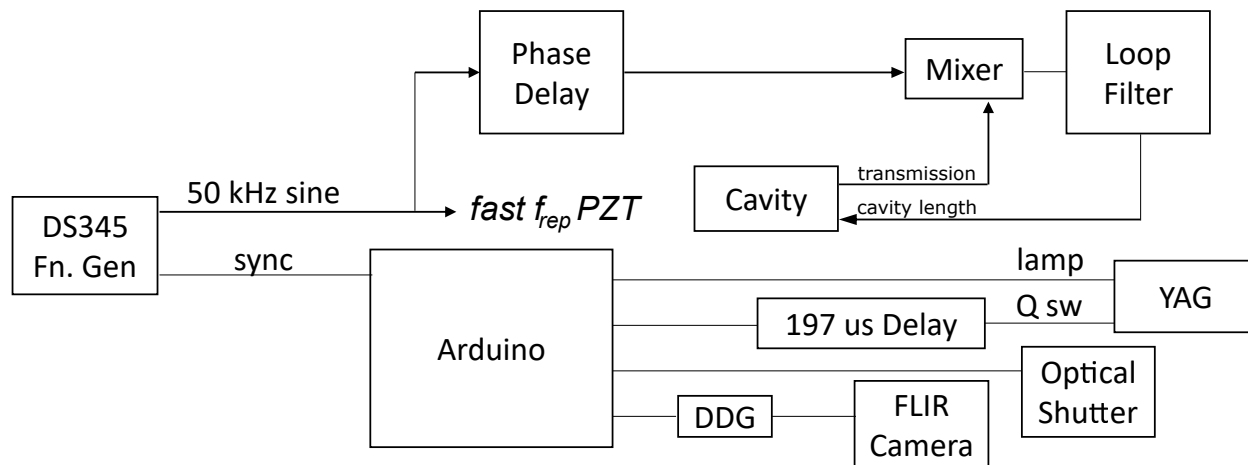 Phase
Delay
Mixer
Loop
Filter
50 kHz sine
fast frep PZT
transmission
Cavity
cavity length
DS345
Fn. Gen
sync
Arduino
lamp
197 us Delay
Q sw
YAG
Optical
Shutter
DDG
FLIR
Camera